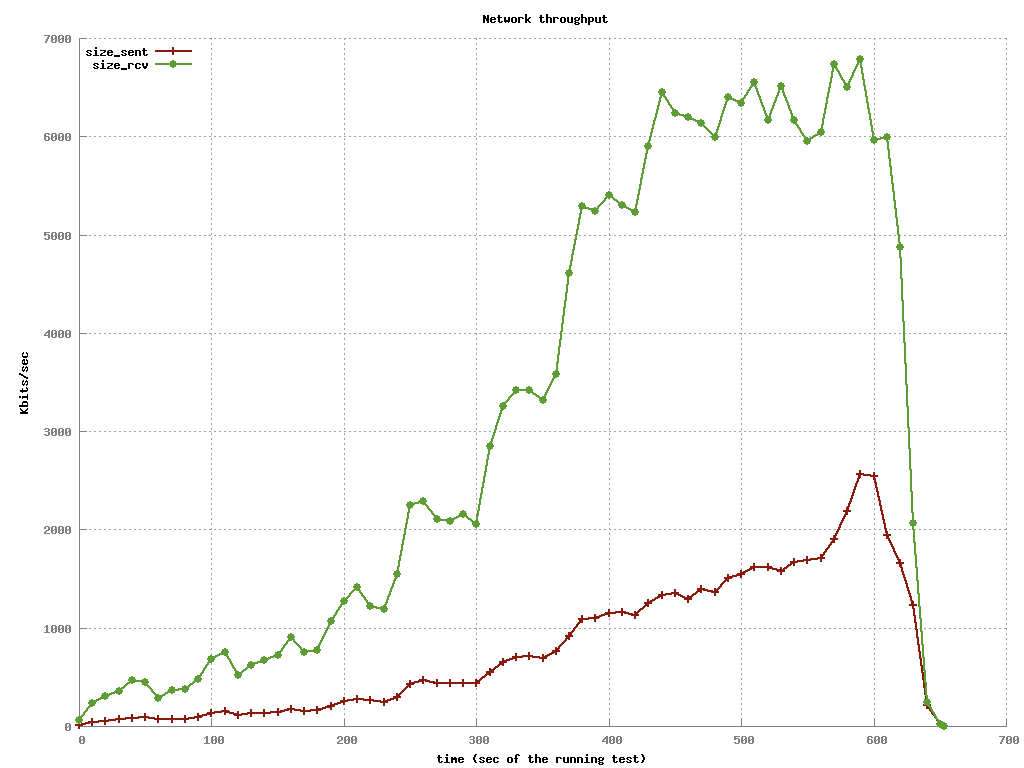 Network throughput
7000
size_sent
size_rcv
6000
5000
4000
Kbits/sec
3000
2000
1000
0
0 100 200 300 400 500 600 700
time (sec of the running test)